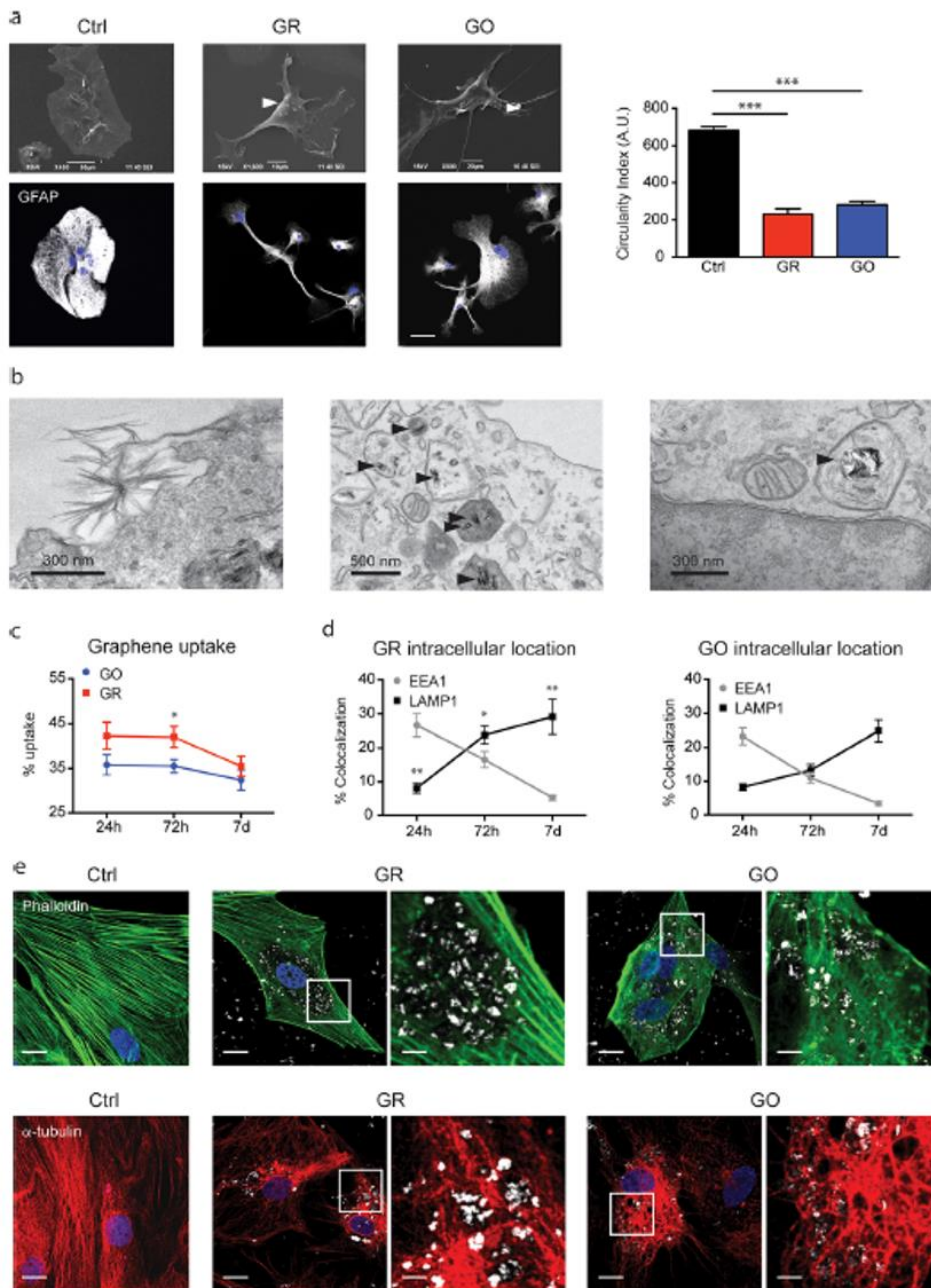 a
Ctrl
GR
GO
GFAP
***
***
Circularity Index (A.U.)
800
600
400
200
0
Ctrl
GR
GO
b
300 nm
500 nm
300 nm
c
Graphene uptake
GO
GR
*
% uptake
55
45
35
25
24h
72h
7d
d
GR intracellular location
EEA1
LAMP1
**
*
**
% Colocalization
40
30
20
10
0
24h
72h
7d
GO intracellular location
EEA1
LAMP1
% Colocalization
40
30
20
10
0
24h
72h
7d
e
Ctrl
GR
GO
Phalloidin
Ctrl
GR
GO
α-tubulin